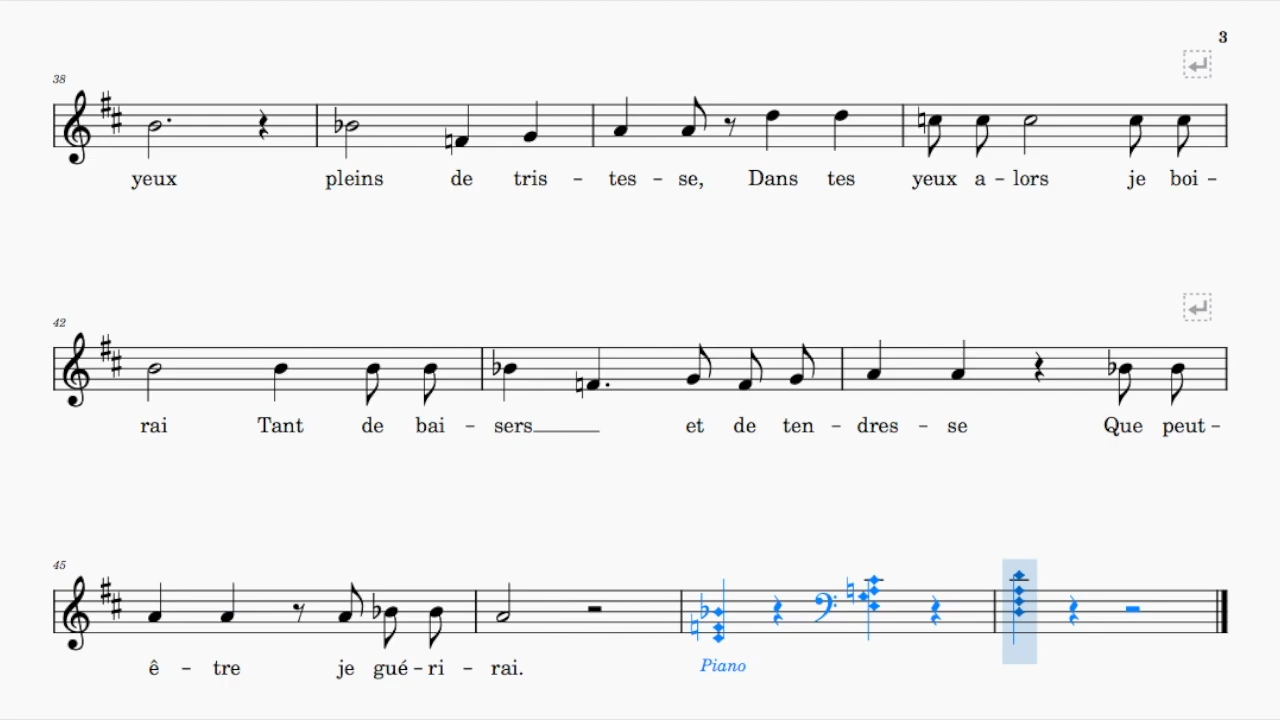 3
38
yeux pleins de tris - tes - se, Dans tes yeux a - lors je boi -
42
rai Tant de bai - sers et de ten - dres - se Que peut -
45
ê - tre je gué - ri - rai. Piano